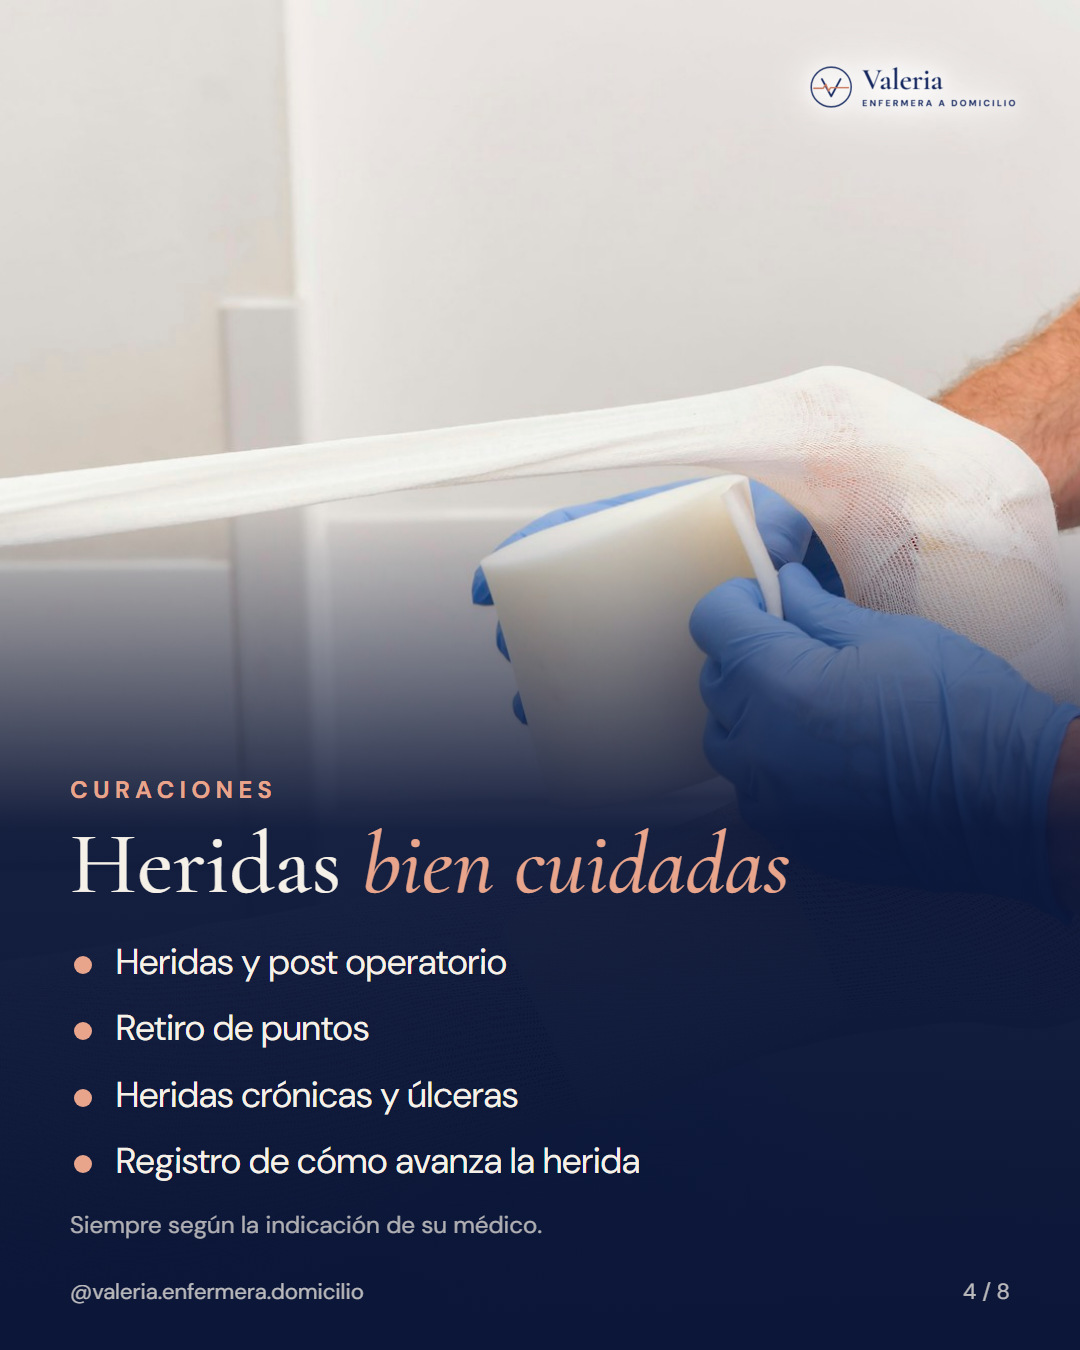 Valeria
ENFERMERA A DOMICILIO
CURACIONES
Heridas bien cuidadas
Heridas y post operatorio
Retiro de puntos
Heridas crónicas y úlceras
Registro de cómo avanza la herida
Siempre según la indicación de su médico.
@valeria.enfermera.domicilio
4 / 8